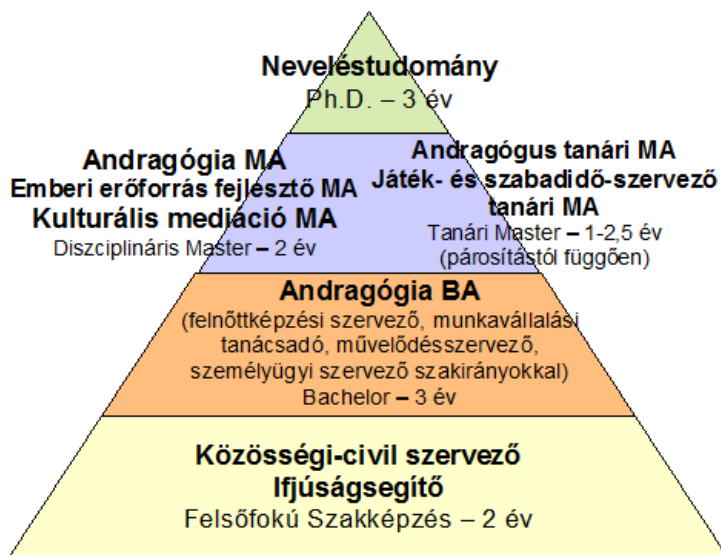 Neveléstudomány
Ph.D. – 3 év
Andragógia MA
Emberi erőforrás fejlesztő MA
Kulturális mediáció MA
Diszciplináris Master – 2 év
Andragógus tanári MA
Játék- és szabadidő-szervező
tanári MA
Tanári Master – 1-2,5 év
(párosítástól függően)
Andragógia BA
(felnőttképzési szervező, munkavállalási
tanácsadó, művelődésszervező,
személyügyi szervező szakirányokkal)
Bachelor – 3 év
Közösségi-civil szervező
Ifjúságsegítő
Felsőfokú Szakképzés – 2 év